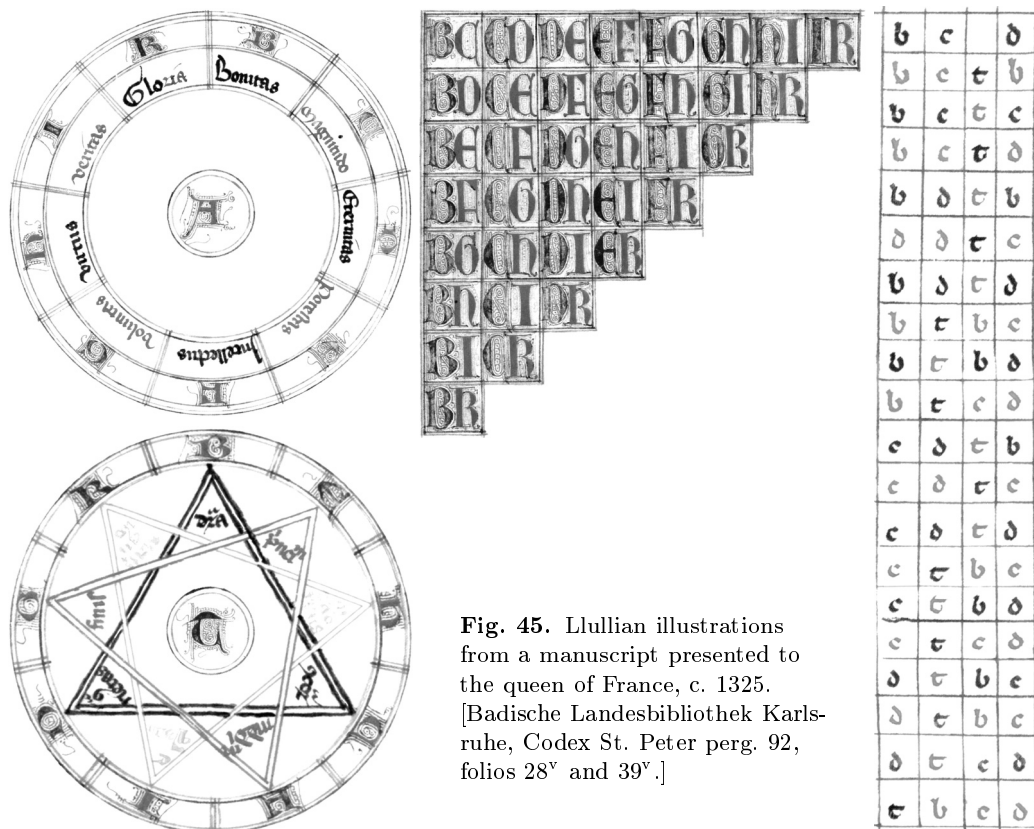 B
C
D
I
K
Bonitas
Magnitudo
Eternitas
Potestas
Intellectus
Voluntas
Virtus
Veritas
Gloria
A
BC CD DE EF FG GH HI IK
BD CE DF EG FH GI HK
BE CF DG EH FI GK
BF CG DH EI FK
BG CH DI EK
BH CI DK
BI CK
BK
b c d
b c t b
b c t c
b c t d
b d t b
d d t c
b d t d
b t b c
b t b d
b t c d
c d t b
c d t c
c d t d
c t b c
c t b d
c t c d
d t b c
d t b c
d t c d
t b c d
T
Fig. 45. Llullian illustrations
from a manuscript presented to
the queen of France, c. 1325.
[Badische Landesbibliothek Karls-
ruhe, Codex St. Peter perg. 92,
folios 28v and 39v.]